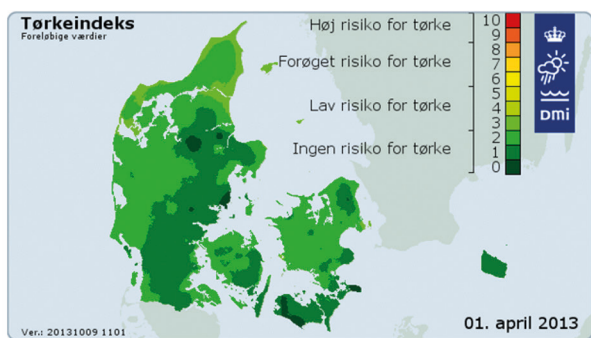 Tørkeindeks
Foreløbige værdier
Høj risiko for tørke
Forøget risiko for tørke
Lav risiko for tørke
Ingen risiko for tørke
10
9
8
7
6
5
4
3
2
1
0
DMI
01. april 2013
Ver.: 20131009 1101